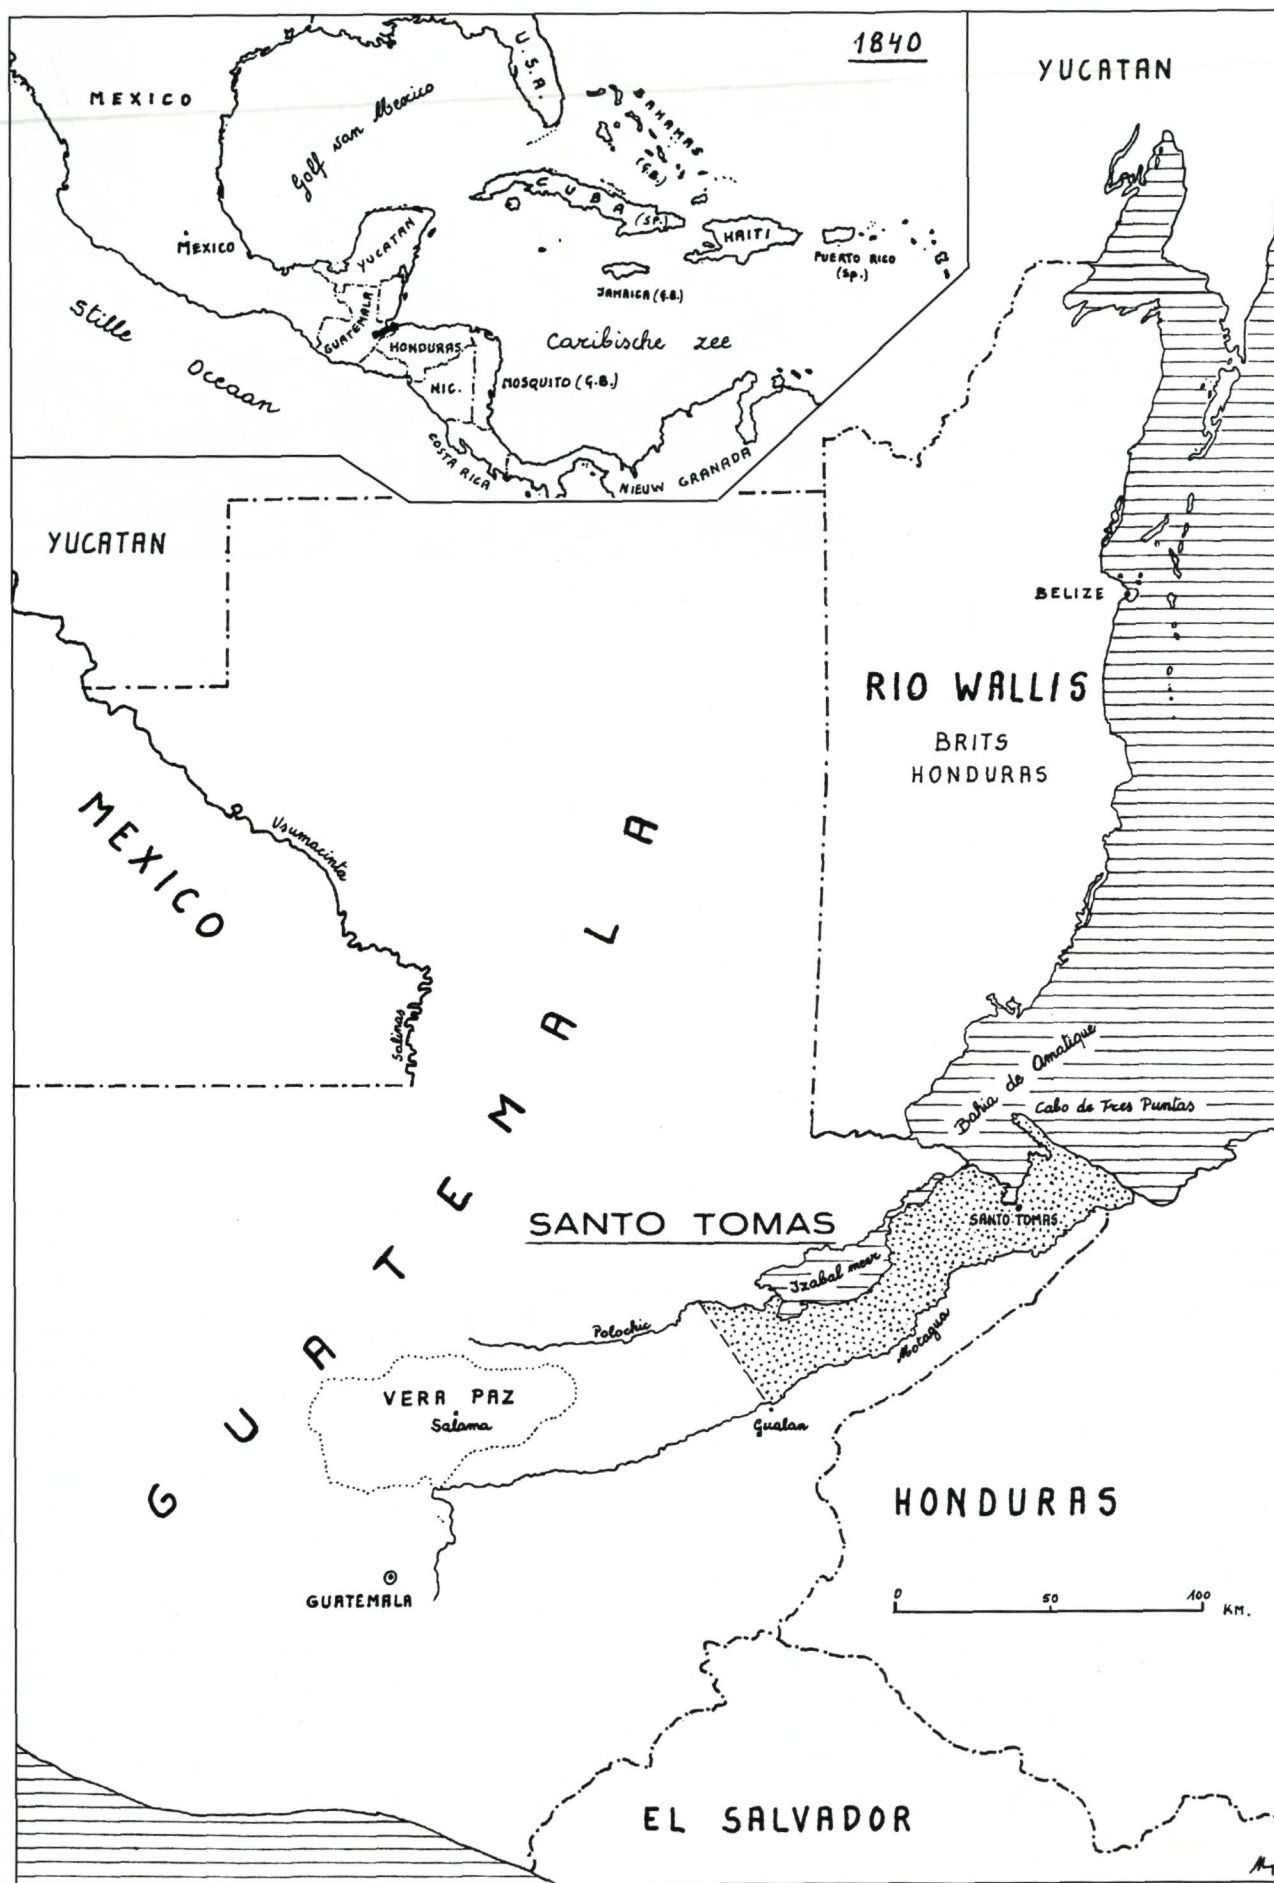 1840
MEXICO
Golf van Mexico
U.S.A.
BAHAMAS
(G.B.)
CUBA
(SP.)
HAITI
PUERTO RICO
(Sp.)
JAMAICA (G.B.)
MEXICO
YUCATAN
GUATEMALA
HONDURAS
NIC.
MOSQUITO (G.B.)
COSTA RICA
NIEUW GRANADA
Caribische zee
Stille
Oceaan
YUCATAN
YUCATAN
BELIZE
RIO WALLIS
BRITS
HONDURAS
MEXICO
Usumacinta
Salinas
GUATEMALA
Bahia de Amatique
Cabo de Tres Puntas
SANTO TOMAS
SANTO TOMAS
Izabal meer
Polochic
Motagua
VERA PAZ
Salama
Gualan
HONDURAS
GUATEMALA
0 50 100 KM.
EL SALVADOR